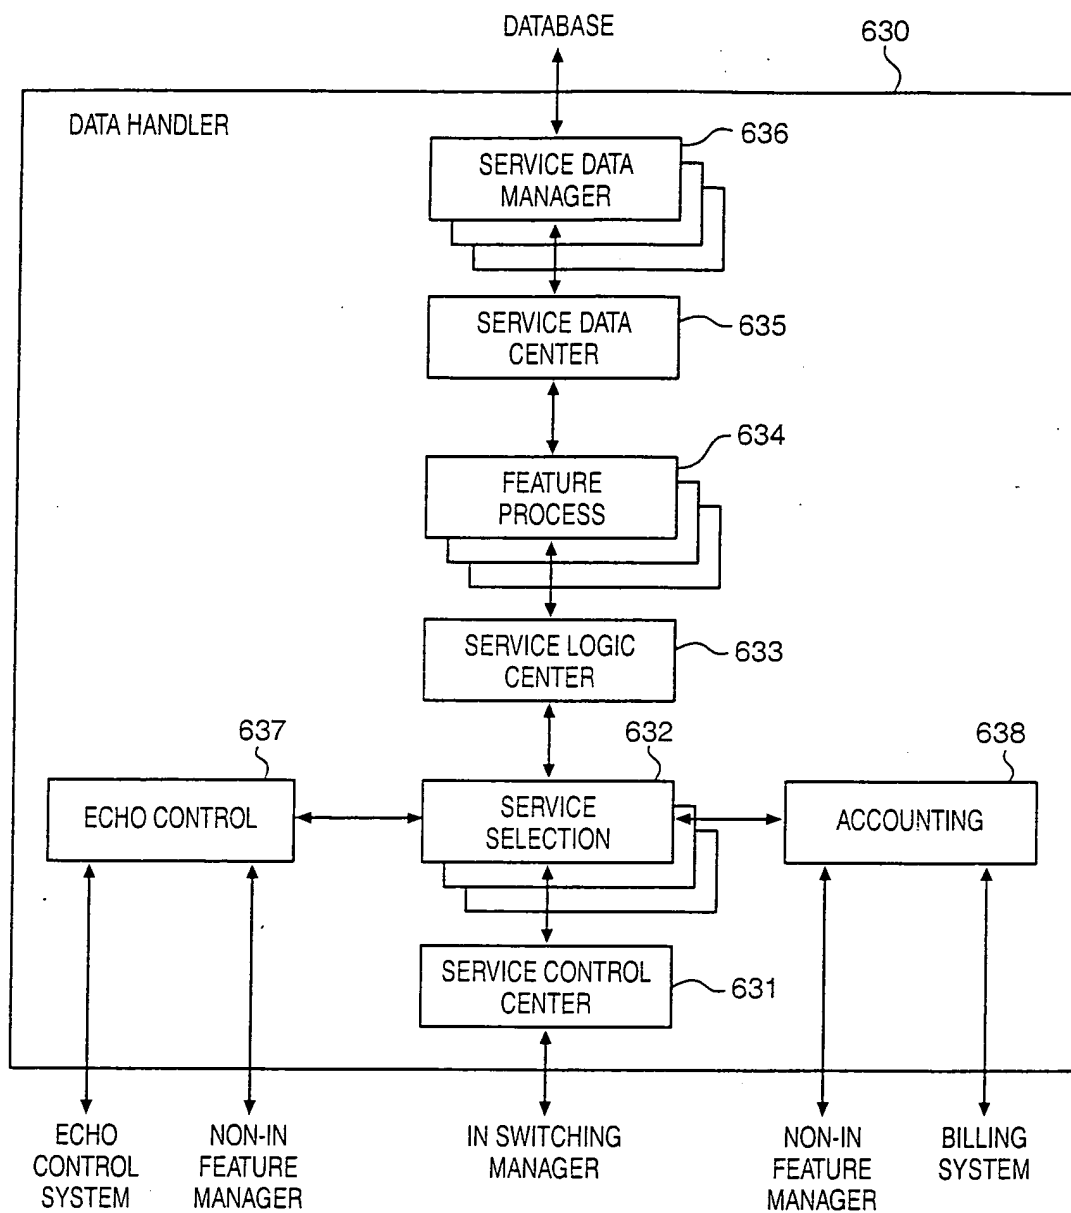 DATABASE
630
DATA HANDLER
636
SERVICE DATA
MANAGER
SERVICE DATA
CENTER
635
634
FEATURE
PROCESS
SERVICE LOGIC
CENTER
633
637
632
638
ECHO CONTROL
SERVICE
SELECTION
ACCOUNTING
SERVICE CONTROL
CENTER
631
ECHO
CONTROL
SYSTEM
NON-IN
FEATURE
MANAGER
IN SWITCHING
MANAGER
NON-IN
FEATURE
MANAGER
BILLING
SYSTEM